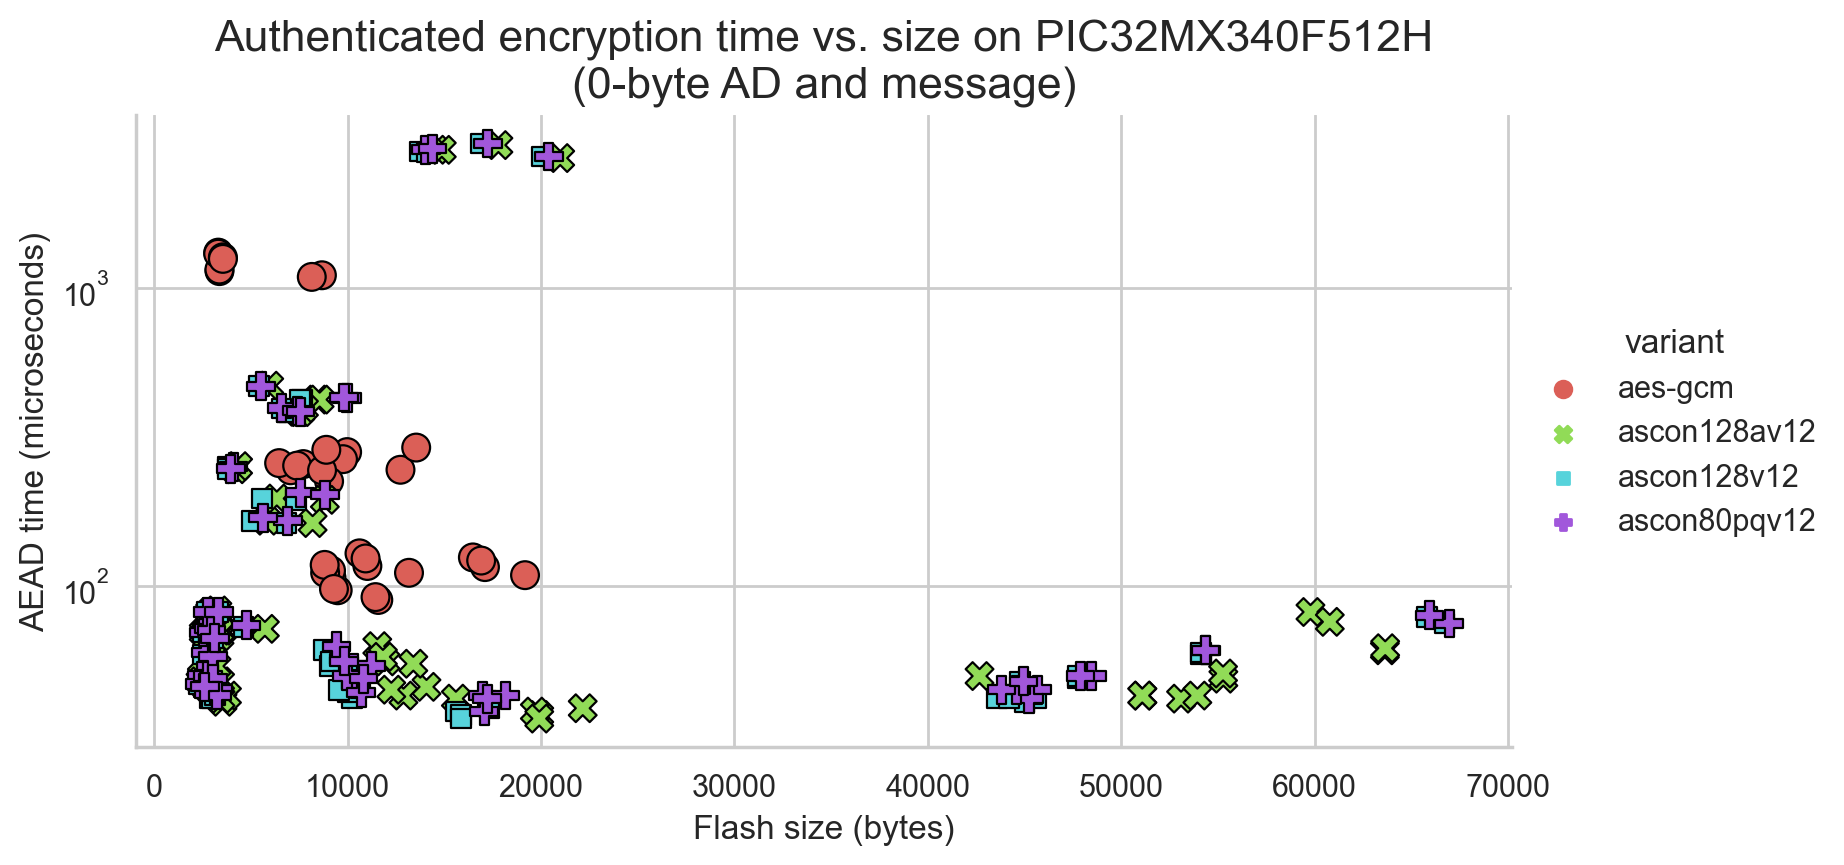 Authenticated encryption time vs. size on PIC32MX340F512H
(0-byte AD and message)
AEAD time (microseconds)
10³
10²
0 10000 20000 30000 40000 50000 60000 70000
Flash size (bytes)
variant
aes-gcm
ascon128av12
ascon128v12
ascon80pqv12